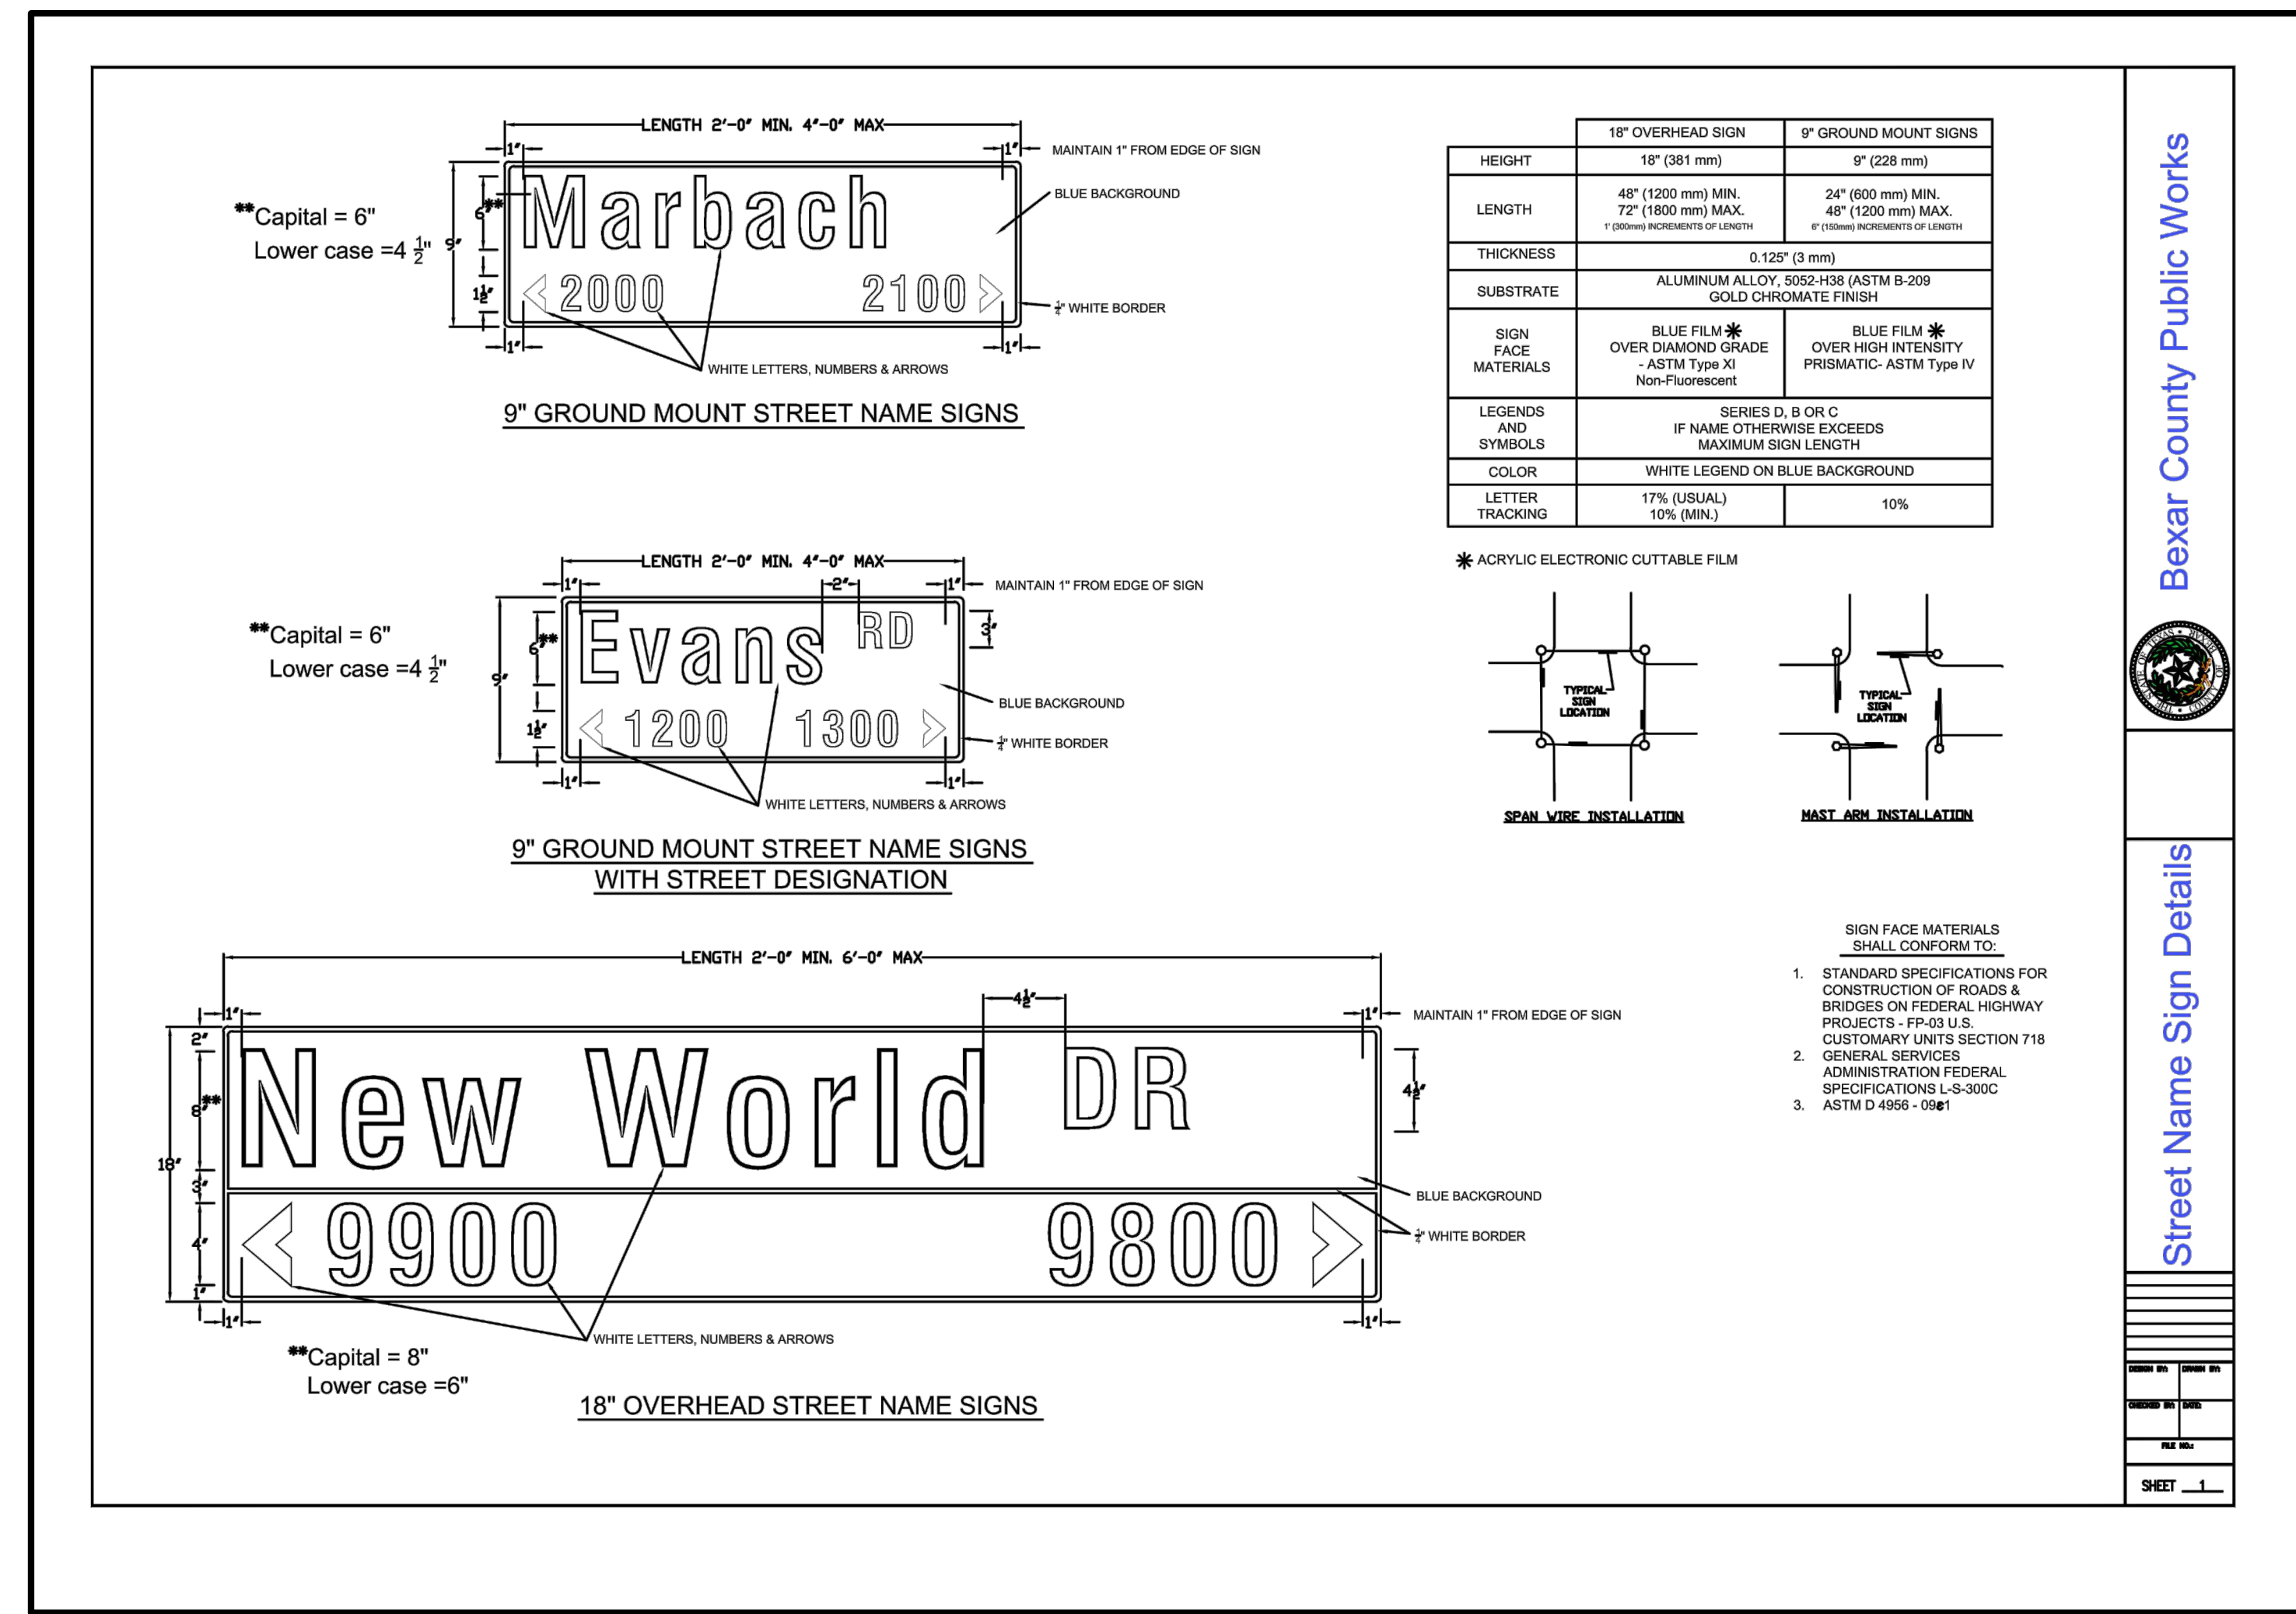 LENGTH 2'-0" MIN. 4"-0" MAX
1"
1"
MAINTAIN 1" FROM EDGE OF SIGN
**Capital = 6"
Lower case =4 1/2"
9"
6"**
1 1/2"
Marbach
BLUE BACKGROUND
2000 2100
1/4" WHITE BORDER
1"
1"
WHITE LETTERS, NUMBERS & ARROWS
9" GROUND MOUNT STREET NAME SIGNS
LENGTH 2'-0" MIN. 4"-0" MAX
1"
2"
1"
MAINTAIN 1" FROM EDGE OF SIGN
**Capital = 6"
Lower case =4 1/2"
9"
6"**
1 1/2"
Evans RD
3"
BLUE BACKGROUND
1200 1300
1/4" WHITE BORDER
1"
1"
WHITE LETTERS, NUMBERS & ARROWS
9" GROUND MOUNT STREET NAME SIGNS
WITH STREET DESIGNATION
LENGTH 2'-0" MIN. 6'-0" MAX
4 1/2"
1"
1"
MAINTAIN 1" FROM EDGE OF SIGN
2"
8"**
18"
3"
4"
1"
New World DR
4 1/2"
BLUE BACKGROUND
9900 9800
1/4" WHITE BORDER
1"
1"
WHITE LETTERS, NUMBERS & ARROWS
**Capital = 8"
Lower case =6"
18" OVERHEAD STREET NAME SIGNS
18" OVERHEAD SIGN 9" GROUND MOUNT SIGNS
HEIGHT 18" (381 mm) 9" (228 mm)
LENGTH
48" (1200 mm) MIN.
72" (1800 mm) MAX.
1' (300mm) INCREMENTS OF LENGTH
24" (600 mm) MIN.
48" (1200 mm) MAX.
6" (150mm) INCREMENTS OF LENGTH
THICKNESS 0.125" (3 mm)
SUBSTRATE
ALUMINUM ALLOY, 5052-H38 (ASTM B-209
GOLD CHROMATE FINISH
SIGN
FACE
MATERIALS
BLUE FILM *
OVER DIAMOND GRADE
- ASTM Type XI
Non-Fluorescent
BLUE FILM *
OVER HIGH INTENSITY
PRISMATIC- ASTM Type IV
LEGENDS
AND
SYMBOLS
SERIES D, B OR C
IF NAME OTHERWISE EXCEEDS
MAXIMUM SIGN LENGTH
COLOR WHITE LEGEND ON BLUE BACKGROUND
LETTER
TRACKING
17% (USUAL)
10% (MIN.)
10%
* ACRYLIC ELECTRONIC CUTTABLE FILM
TYPICAL
SIGN
LOCATION
SPAN WIRE INSTALLATION
TYPICAL
SIGN
LOCATION
MAST ARM INSTALLATION
SIGN FACE MATERIALS
SHALL CONFORM TO:
1. STANDARD SPECIFICATIONS FOR
CONSTRUCTION OF ROADS &
BRIDGES ON FEDERAL HIGHWAY
PROJECTS - FP-03 U.S.
CUSTOMARY UNITS SECTION 718
2. GENERAL SERVICES
ADMINISTRATION FEDERAL
SPECIFICATIONS L-S-300C
3. ASTM D 4956 - 09ε1
Bexar County Public Works
THE STATE OF TEXAS • COUNTY OF BEXAR •
Street Name Sign Details
DESIGN BY: DRAWN BY:
CHECKED BY: DATE:
FILE NO.:
SHEET 1